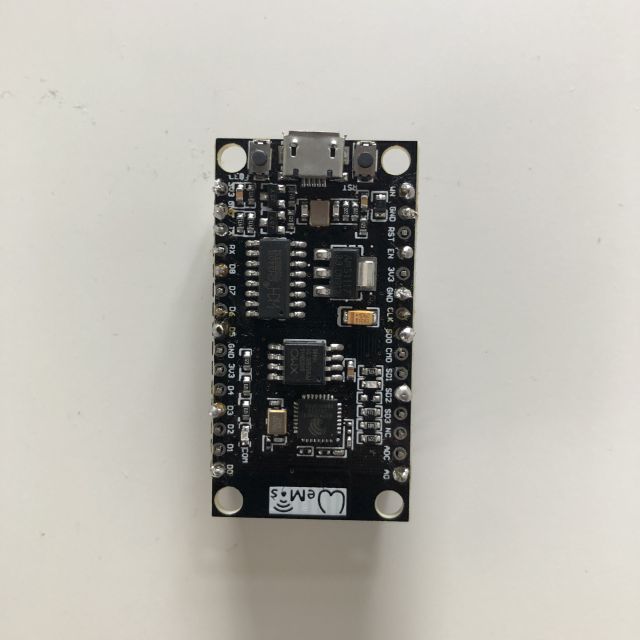 RST
RX
D8
D7
D6
D5
GND
3V3
D4
D3
D2
D1
D0
COM
VIN
GND
RST
EN
3V3
GND
CLK
SD0
CMD
SD1
SD2
SD3
NC
ADC
A0
WeMos